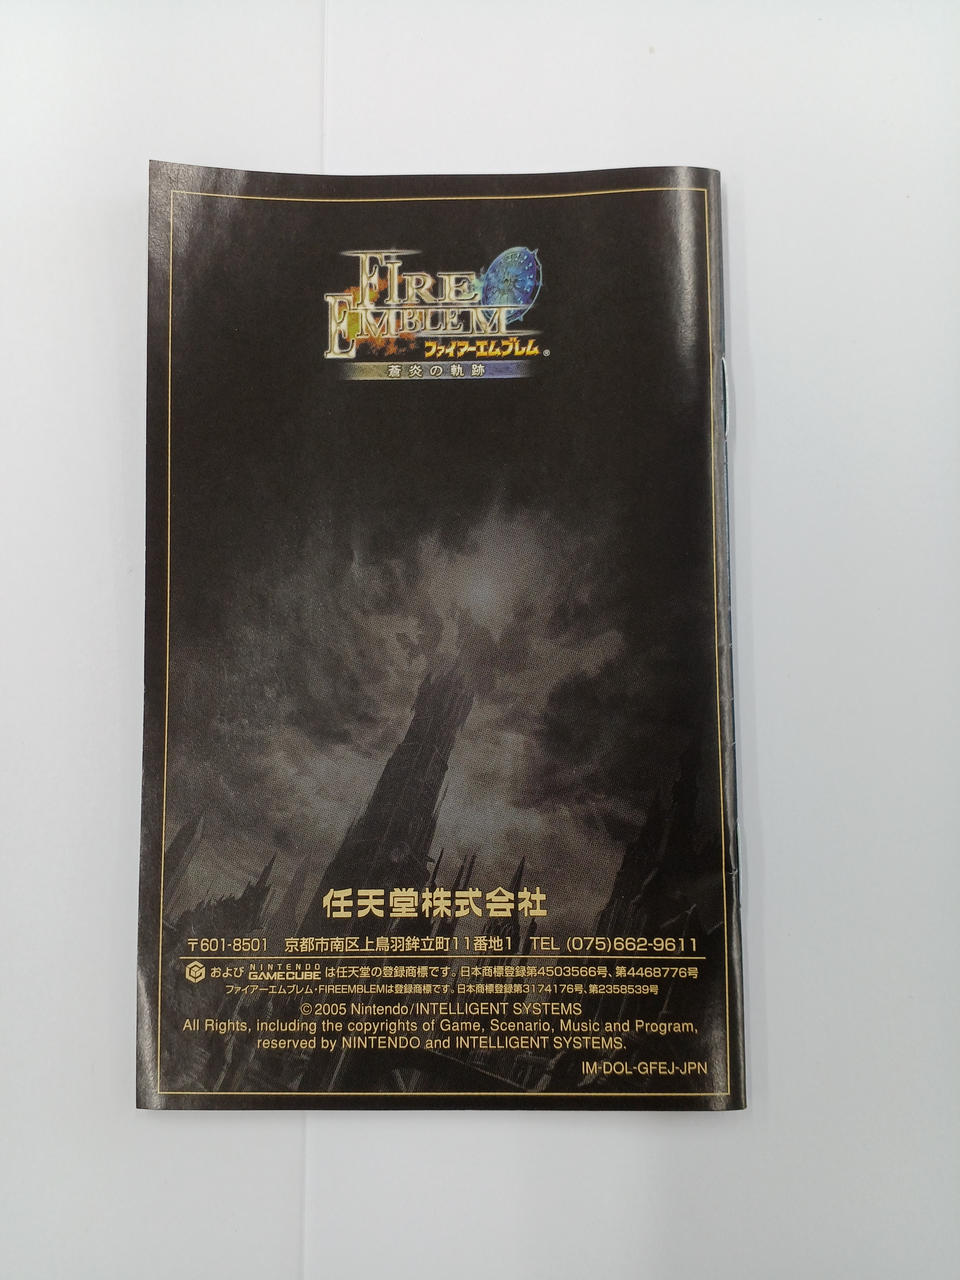 FIRE
EMBLEM
ファイアーエムブレム®
蒼炎の軌跡
任天堂株式会社
〒601-8501 京都市南区上鳥羽鉾立町11番地1 TEL (075)662-9611
および NINTENDO GAMECUBE は任天堂の登録商標です。日本商標登録第4503566号、第4468776号
ファイアーエムブレム・FIREEMBLEMは登録商標です。日本商標登録第3174176号、第2358539号
©2005 Nintendo/INTELLIGENT SYSTEMS
All Rights, including the copyrights of Game, Scenario, Music and Program,
reserved by NINTENDO and INTELLIGENT SYSTEMS.
IM-DOL-GFEJ-JPN